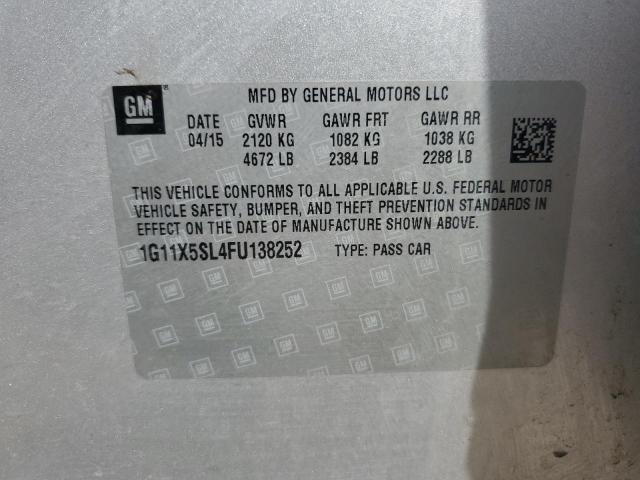 GM
MFD BY GENERAL MOTORS LLC
DATE GVWR GAWR FRT GAWR RR
04/15 2120 KG 1082 KG 1038 KG
4672 LB 2384 LB 2288 LB
THIS VEHICLE CONFORMS TO ALL APPLICABLE U.S. FEDERAL MOTOR
VEHICLE SAFETY, BUMPER, AND THEFT PREVENTION STANDARDS IN
EFFECT ON THE DATE OF MANUFACTURE SHOWN ABOVE.
1G11X5SL4FU138252 TYPE: PASS CAR